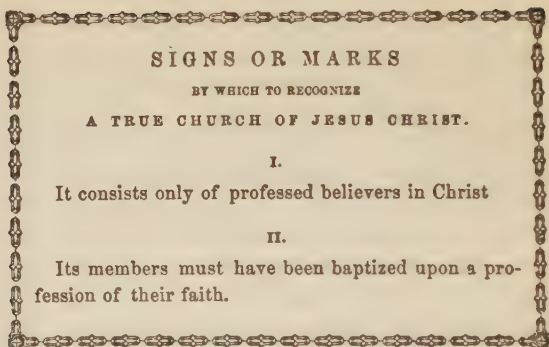 SIGNS OR MARKS
BY WHICH TO RECOGNIZE
A TRUE CHURCH OF JESUS CHRIST.
I.
It consists only of professed believers in Christ
II.
Its members must have been baptized upon a pro-
fession of their faith.